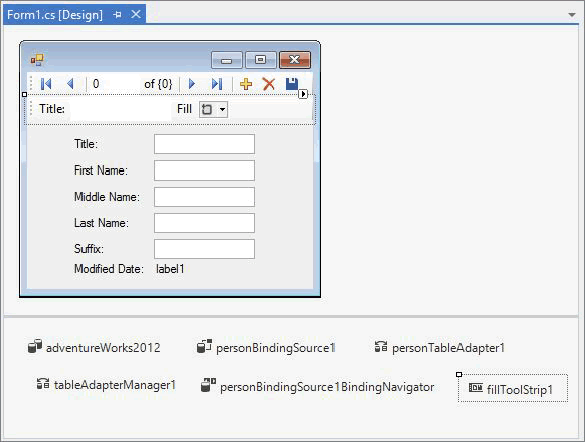 Form1.cs [Design]
0 of {0}
Title: Fill
Title:
First Name:
Middle Name:
Last Name:
Suffix:
Modified Date: label1
adventureWorks2012 personBindingSource1 personTableAdapter1
tableAdapterManager1 personBindingSource1BindingNavigator fillToolStrip1